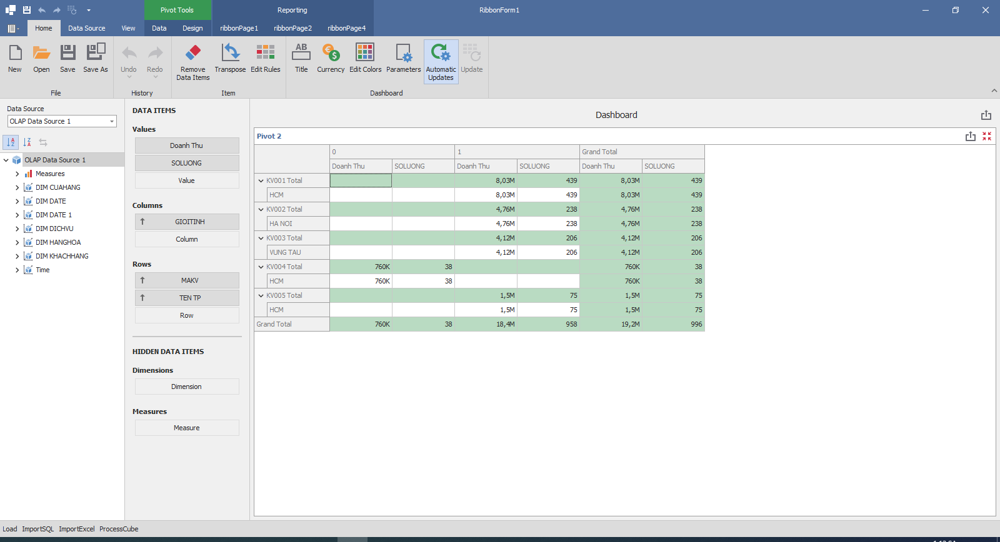 Pivot Tools Reporting RibbonForm1
Home Data Source View Data Design ribbonPage1 ribbonPage2 ribbonPage4
New Open Save Save As Undo Redo Remove Data Items Transpose Edit Rules AB Title Currency Edit Colors Parameters Automatic Updates Update
File History Item Dashboard
Data Source
OLAP Data Source 1
OLAP Data Source 1
Measures
DIM CUAHANG
DIM DATE
DIM DATE 1
DIM DICHVU
DIM HANGHOA
DIM KHACHHANG
Time
DATA ITEMS
Values
Doanh Thu
SOLUONG
Value
Columns
GIOITINH
Column
Rows
MAKV
TEN TP
Row
HIDDEN DATA ITEMS
Dimensions
Dimension
Measures
Measure
Dashboard
Pivot 2
0 1 Grand Total
Doanh Thu SOLUONG Doanh Thu SOLUONG Doanh Thu SOLUONG
KV001 Total 8,03M 439 8,03M 439
HCM 8,03M 439 8,03M 439
KV002 Total 4,76M 238 4,76M 238
HA NOI 4,76M 238 4,76M 238
KV003 Total 4,12M 206 4,12M 206
VUNG TAU 4,12M 206 4,12M 206
KV004 Total 760K 38 760K 38
HCM 760K 38 760K 38
KV005 Total 1,5M 75 1,5M 75
HCM 1,5M 75 1,5M 75
Grand Total 760K 38 18,4M 958 19,2M 996
Load ImportSQL ImportExcel ProcessCube